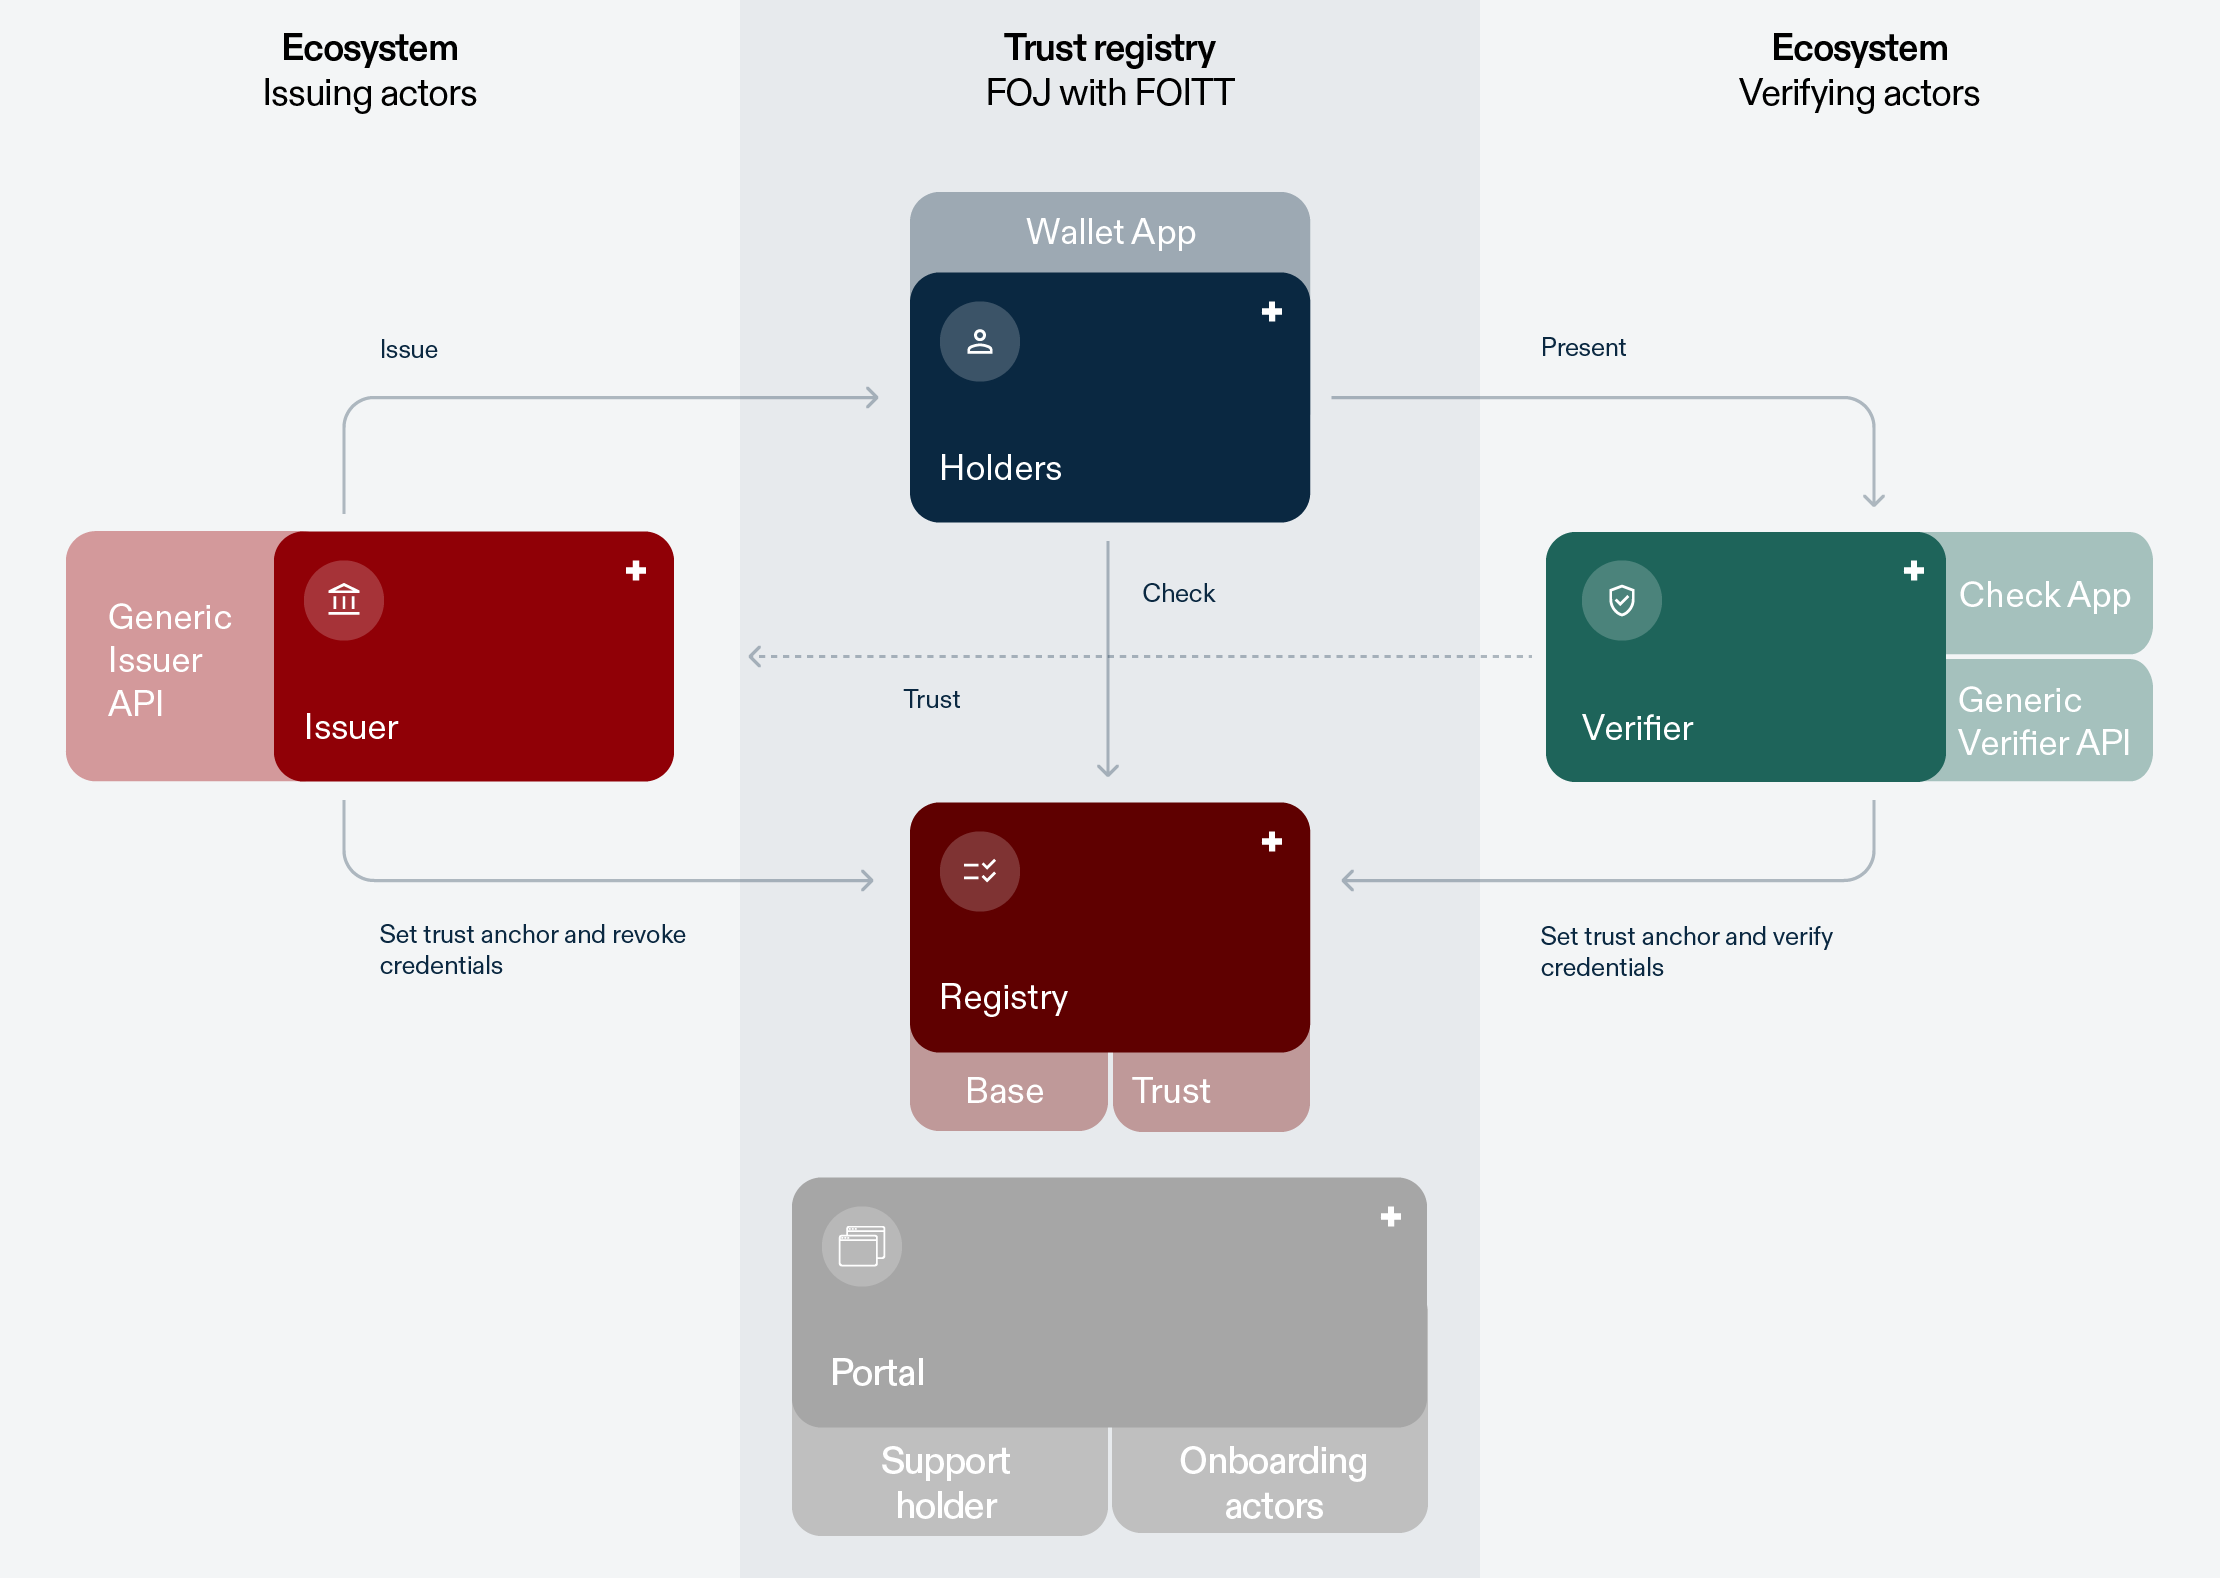 Ecosystem
Issuing actors
Trust registry
FOJ with FOITT
Ecosystem
Verifying actors
Wallet App
Holders
Issue
Present
Check
Trust
Generic
Issuer
API
Issuer
Verifier
Check App
Generic
Verifier API
Set trust anchor and revoke
credentials
Set trust anchor and verify
credentials
Registry
Base
Trust
Portal
Support
holder
Onboarding
actors